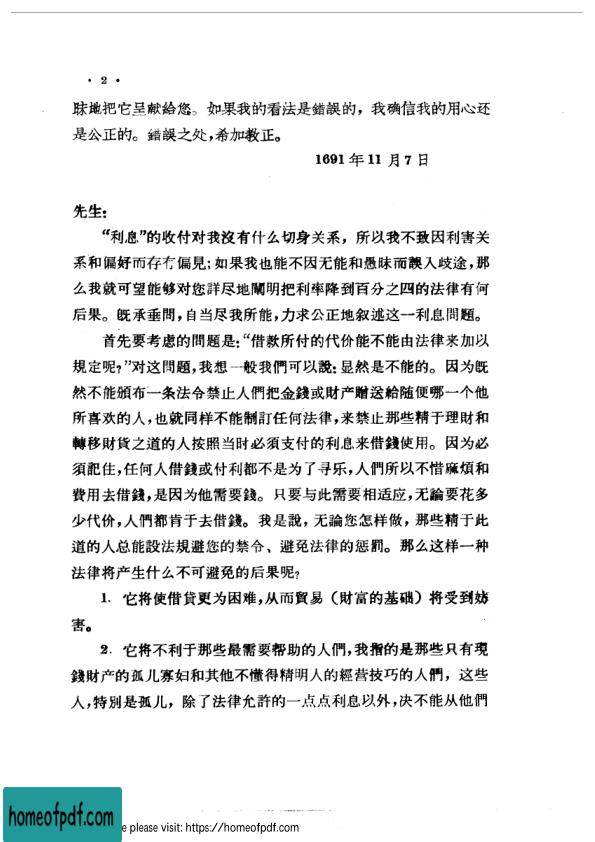 · 2 ·
昧地把它呈献給您。如果我的看法是錯誤的，我确信我的用心还
是公正的。錯誤之处，希加教正。
1691年11月7日
先生：
“利息”的收付对我沒有什么切身关系，所以我不致因利害关
系和偏好而存有偏見；如果我也能不因无能和愚昧而誤入歧途，那
么我就可望能够对您詳尽地闡明把利率降到百分之四的法律有何
后果。既承垂問，自当尽我所能，力求公正地叙述这一利息問題。
首先要考虑的問題是：“借款所付的代价能不能由法律来加以
規定呢？”对这問題，我想一般我們可以說：显然是不能的。因为既
然不能頒布一条法令禁止人們把金錢或財产贈送給随便哪一个他
所喜欢的人，也就同样不能制訂任何法律，来禁止那些精于理財和
轉移財貨之道的人按照当时必須支付的利息来借錢使用。因为必
須記住，任何人借錢或付利都不是为了寻乐，人們所以不惜麻煩和
費用去借錢，是因为他需要錢。只要与此需要相适应，无論要花多
少代价，人們都肯于去借錢。我是說，无論您怎样做，那些精于此
道的人总能設法規避您的禁令、避免法律的惩罰。那么这样一种
法律将产生什么不可避免的后果呢？
1. 它将使借貸更为困难，从而貿易（財富的基础）将受到妨
害。
2. 它将不利于那些最需要帮助的人們，我指的是那些只有現
錢財产的孤儿寡妇和其他不懂得精明人的經营技巧的人們，这些
人，特別是孤儿，除了法律允許的一点点利息以外，决不能从他們
homeofpdf.com
e please visit: https://homeofpdf.com